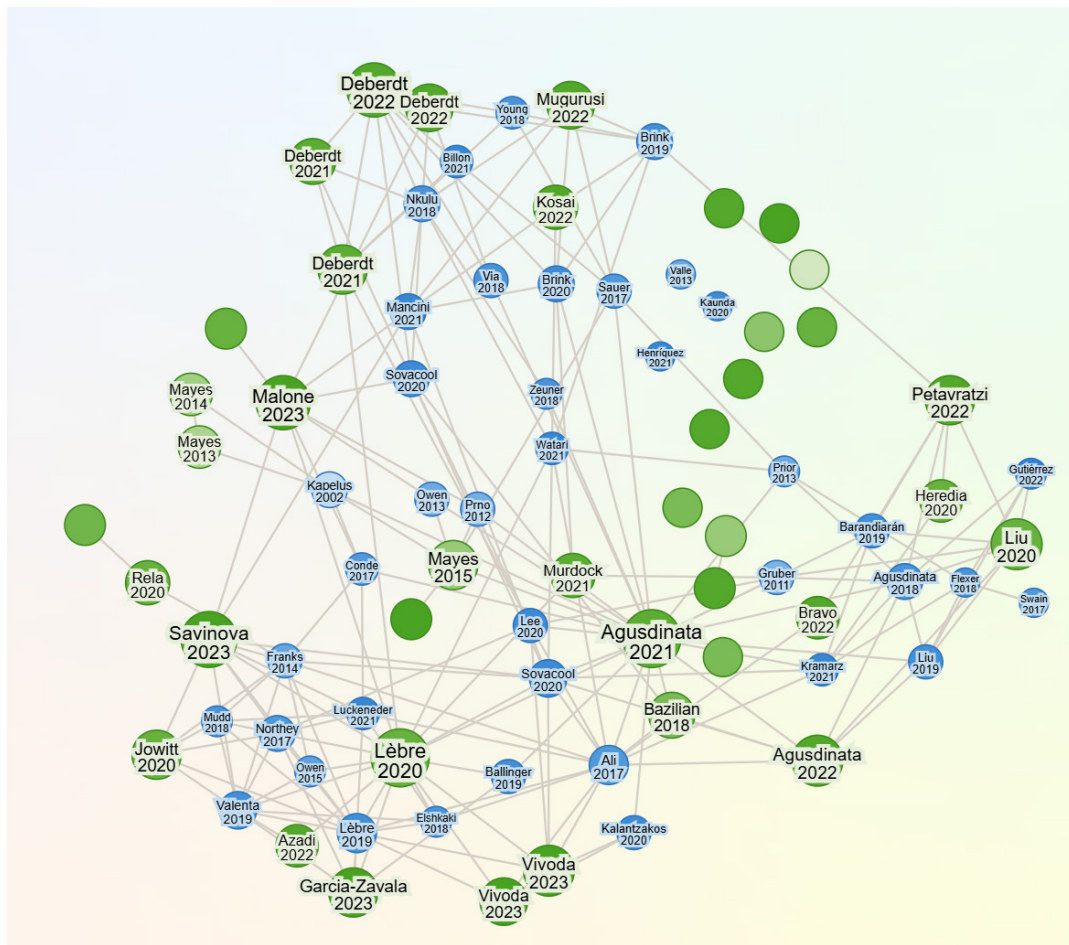 Deberdt
2022
Deberdt
2022
Young
2018
Mugurusi
2022
Brink
2019
Deberdt
2021
Billon
2021
Nkulu
2018
Kosai
2022
Deberdt
2021
Via
2018
Brink
2020
Sauer
2017
Valle
2013
Kaunda
2020
Mancini
2021
Henríquez
2021
Sovacool
2020
Mayes
2014
Malone
2023
Zeuner
2018
Petavratzi
2022
Mayes
2013
Watari
2021
Prior
2013
Gutiérrez
2022
Kapelus
2002
Owen
2013
Prno
2012
Heredia
2020
Barandiarán
2019
Liu
2020
Conde
2017
Mayes
2015
Murdock
2021
Gruber
2011
Agusdinata
2018
Flexer
2018
Rela
2020
Swain
2017
Bravo
2022
Savinova
2023
Lee
2020
Agusdinata
2021
Franks
2014
Sovacool
2020
Kramarz
2021
Liu
2019
Luckeneder
2021
Bazilian
2018
Mudd
2018
Northey
2017
Jowitt
2020
Lèbre
2020
Owen
2015
Ballinger
2019
Ali
2017
Agusdinata
2022
Valenta
2019
Lèbre
2019
Elshkaki
2018
Kalantzakos
2020
Azadi
2022
Garcia-Zavala
2023
Vivoda
2023
Vivoda
2023